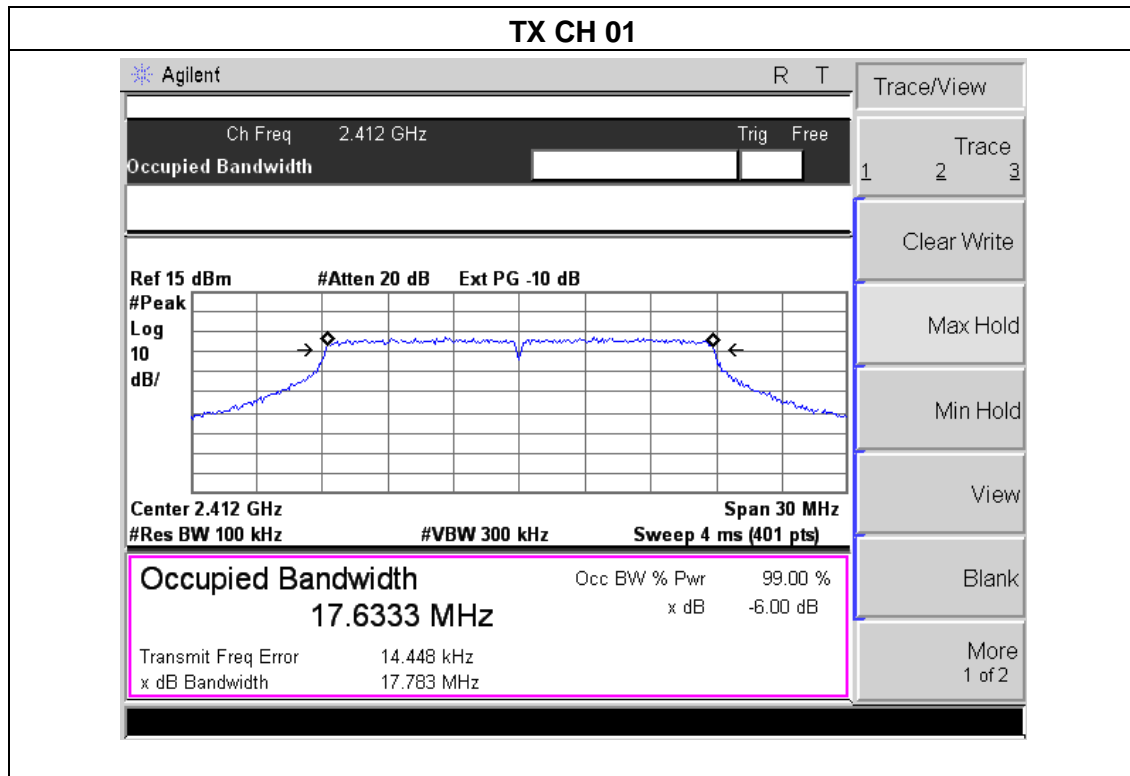 TX CH 01
Agilent R T
Trace/View
Ch Freq 2.412 GHz Trig Free
Occupied Bandwidth
Trace
1 2 3
Clear Write
Max Hold
Min Hold
View
Blank
More
1 of 2
Ref 15 dBm #Atten 20 dB Ext PG -10 dB
#Peak
Log
10
dB/
Center 2.412 GHz Span 30 MHz
#Res BW 100 kHz #VBW 300 kHz Sweep 4 ms (401 pts)
Occupied Bandwidth Occ BW % Pwr 99.00 %
17.6333 MHz x dB -6.00 dB
Transmit Freq Error 14.448 kHz
x dB Bandwidth 17.783 MHz